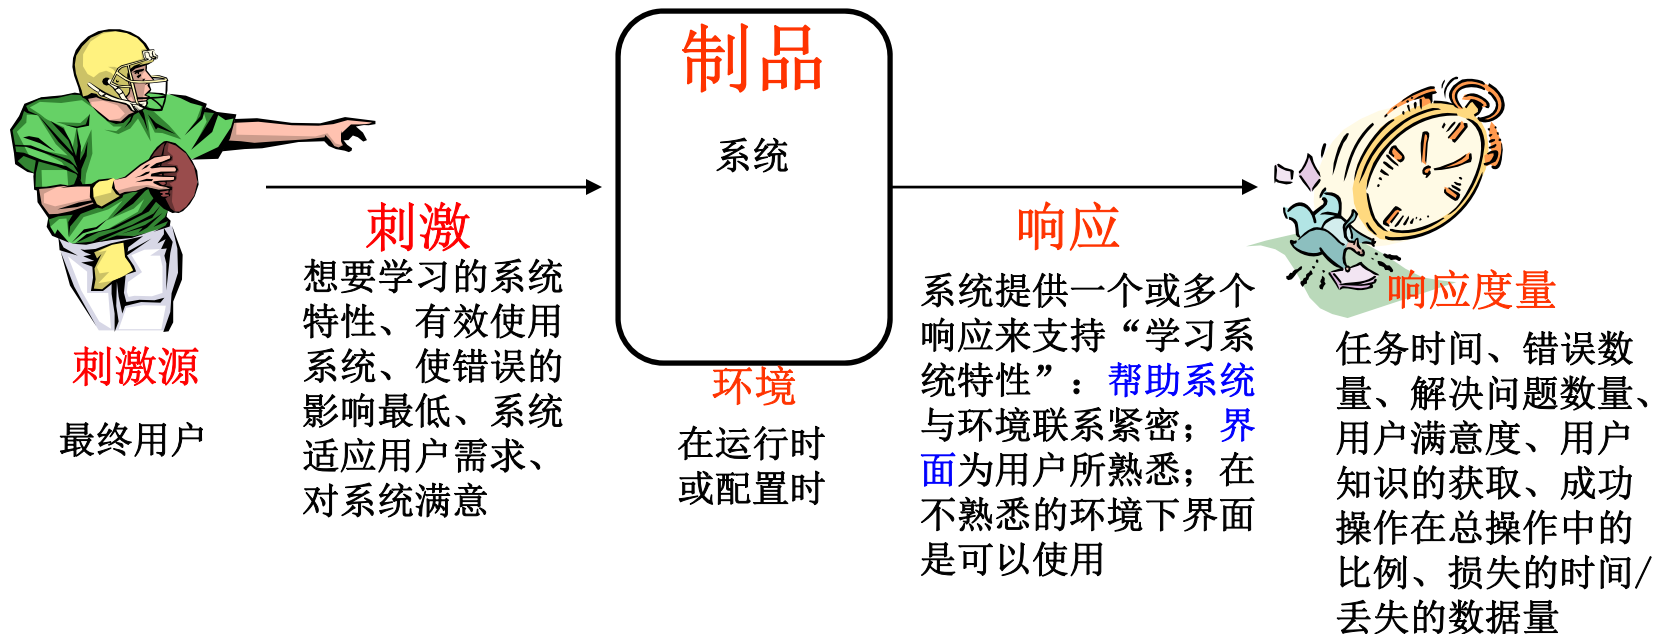 制品
系统
刺激
想要学习的系统
特性、有效使用
系统、使错误的
影响最低、系统
适应用户需求、
对系统满意
刺激源
最终用户
环境
在运行时
或配置时
响应
系统提供一个或多个
响应来支持“学习系
统特性”：帮助系统
与环境联系紧密；界
面为用户所熟悉；在
不熟悉的环境下界面
是可以使用
响应度量
任务时间、错误数
量、解决问题数量、
用户满意度、用户
知识的获取、成功
操作在总操作中的
比例、损失的时间/
丢失的数据量